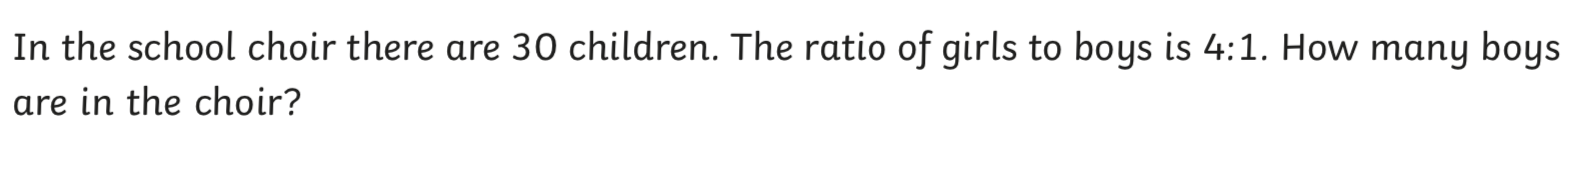 In the school choir there are 30 children. The ratio of girls to boys is 4:1. How many boys
are in the choir?